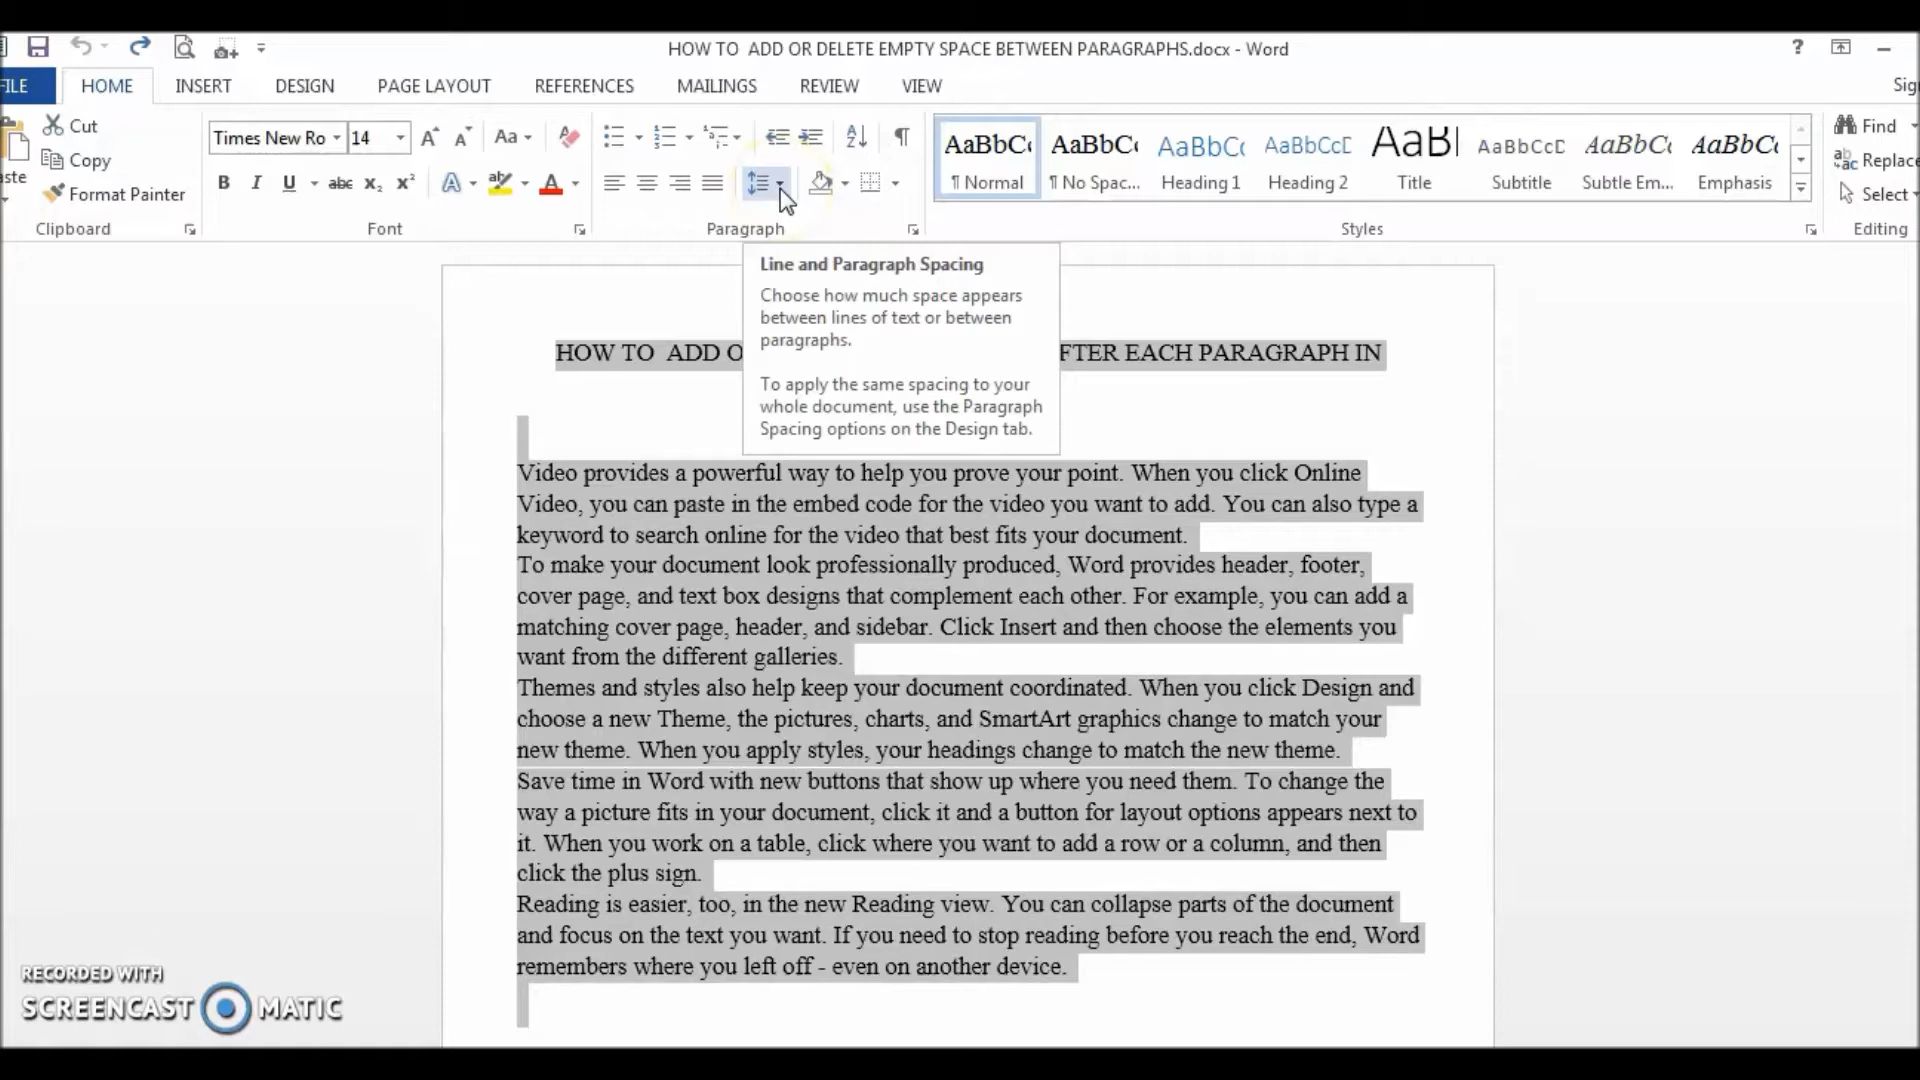 HOW TO  ADD OR DELETE EMPTY SPACE BETWEEN PARAGRAPHS.docx - Word
?
FILE
HOME
INSERT
DESIGN
PAGE LAYOUT
REFERENCES
MAILINGS
REVIEW
VIEW
Sig
Cut
Copy
Format Painter
aste
Clipboard
Times New Ro
14
Aa
B I U abc x₂ x² A ab A
Font
A Z
¶
Paragraph
AaBbCc
¶ Normal
AaBbCc
¶ No Spac...
AaBbCc
Heading 1
AaBbCcD
Heading 2
AaBl
Title
AaBbCcD
Subtitle
AaBbCc
Subtle Em...
AaBbCc
Emphasis
Styles
Find
Replace
Select
Editing
Line and Paragraph Spacing
Choose how much space appears
between lines of text or between
paragraphs.
To apply the same spacing to your
whole document, use the Paragraph
Spacing options on the Design tab.
HOW TO  ADD O
FTER EACH PARAGRAPH IN
Video provides a powerful way to help you prove your point. When you click Online
Video, you can paste in the embed code for the video you want to add. You can also type a
keyword to search online for the video that best fits your document.
To make your document look professionally produced, Word provides header, footer,
cover page, and text box designs that complement each other. For example, you can add a
matching cover page, header, and sidebar. Click Insert and then choose the elements you
want from the different galleries.
Themes and styles also help keep your document coordinated. When you click Design and
choose a new Theme, the pictures, charts, and SmartArt graphics change to match your
new theme. When you apply styles, your headings change to match the new theme.
Save time in Word with new buttons that show up where you need them. To change the
way a picture fits in your document, click it and a button for layout options appears next to
it. When you work on a table, click where you want to add a row or a column, and then
click the plus sign.
Reading is easier, too, in the new Reading view. You can collapse parts of the document
and focus on the text you want. If you need to stop reading before you reach the end, Word
remembers where you left off - even on another device.
RECORDED WITH
SCREENCAST MATIC